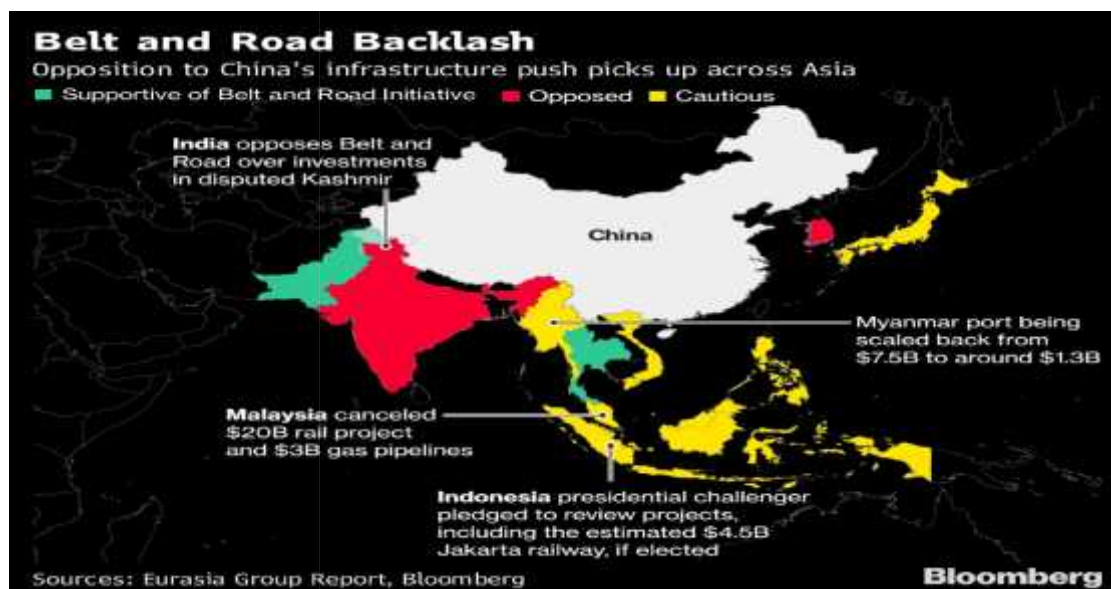 Belt and Road Backlash
Opposition to China's infrastructure push picks up across Asia
Supportive of Belt and Road Initiative Opposed Cautious
India opposes Belt and
Road over investments
in disputed Kashmir
China
Myanmar port being
scaled back from
$7.5B to around $1.3B
Malaysia canceled
$20B rail project
and $3B gas pipelines
Indonesia presidential challenger
pledged to review projects,
including the estimated $4.5B
Jakarta railway, if elected
Sources: Eurasia Group Report, Bloomberg
Bloomberg